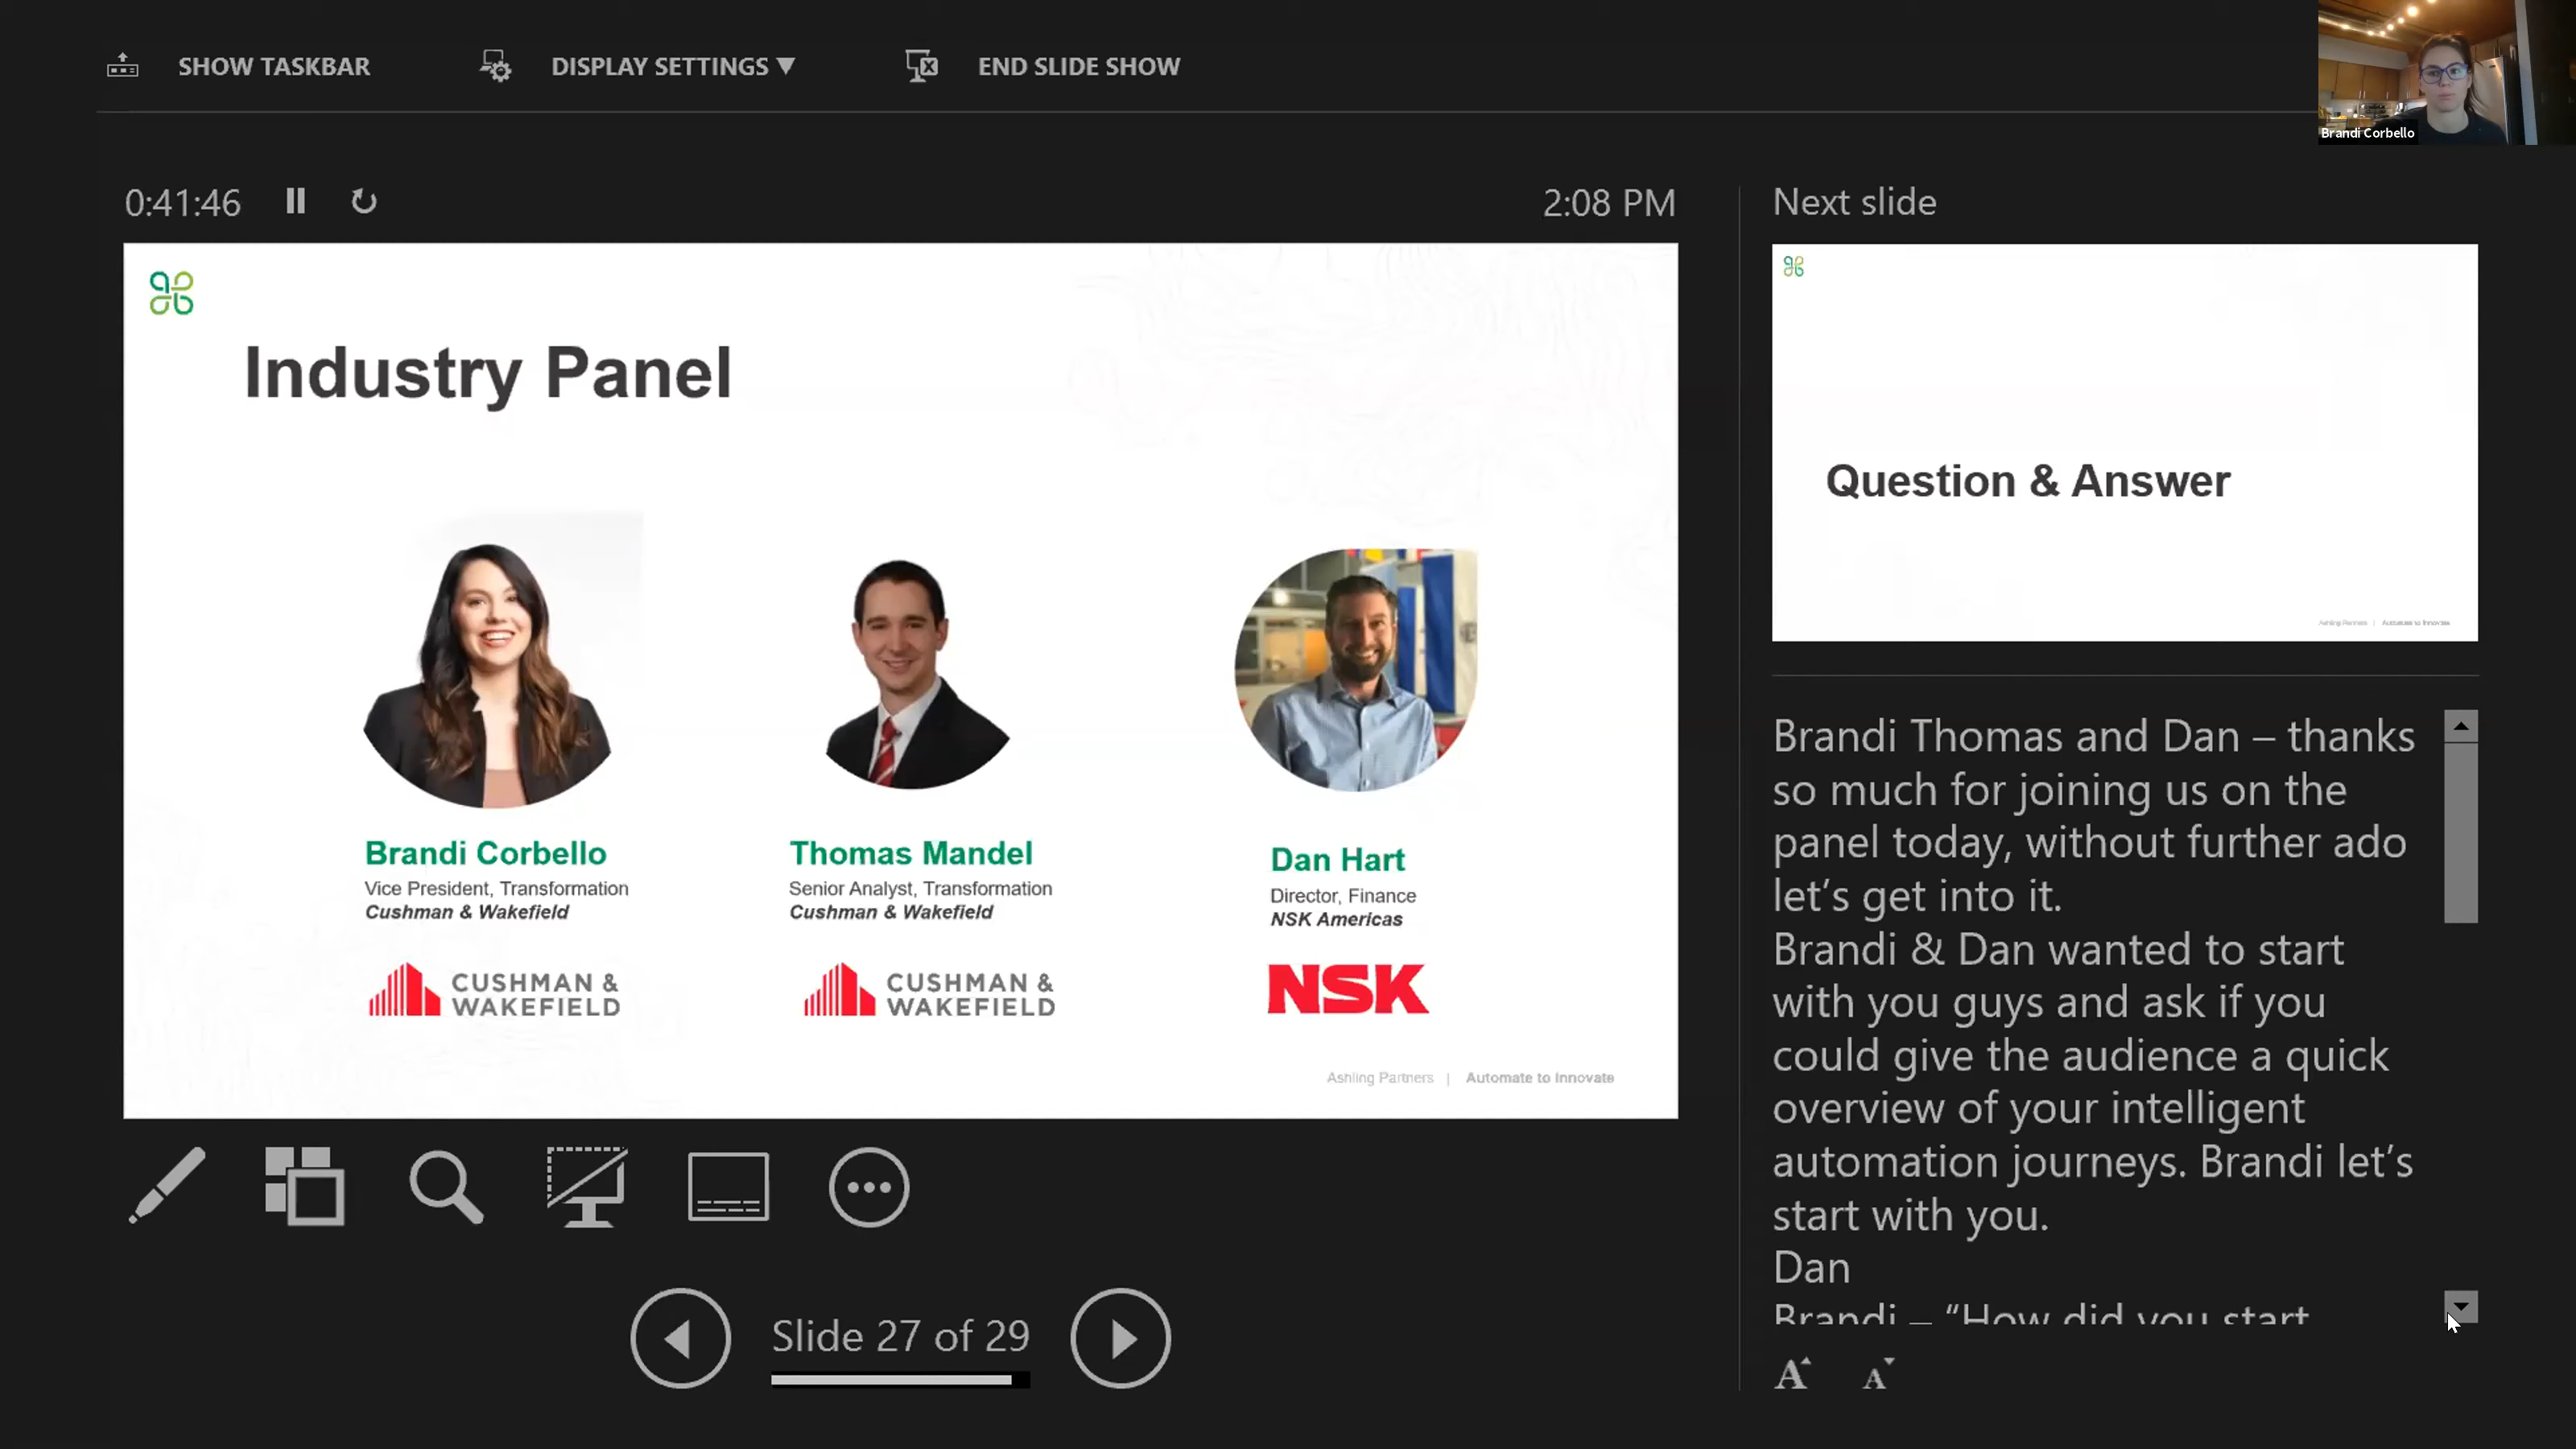 SHOW TASKBAR
DISPLAY SETTINGS ▼
END SLIDE SHOW
Brandi Corbello
0:41:46
2:08 PM
Industry Panel
Brandi Corbello
Vice President, Transformation
Cushman & Wakefield
CUSHMAN &
WAKEFIELD
Thomas Mandel
Senior Analyst, Transformation
Cushman & Wakefield
CUSHMAN &
WAKEFIELD
Dan Hart
Director, Finance
NSK Americas
NSK
Ashling Partners | Automate to Innovate
Slide 27 of 29
Next slide
Question & Answer
Ashling Partners | Automate to Innovate
Brandi Thomas and Dan – thanks
so much for joining us on the
panel today, without further ado
let’s get into it.
Brandi & Dan wanted to start
with you guys and ask if you
could give the audience a quick
overview of your intelligent
automation journeys. Brandi let’s
start with you.
Dan
Brandi – “How did you start
A A